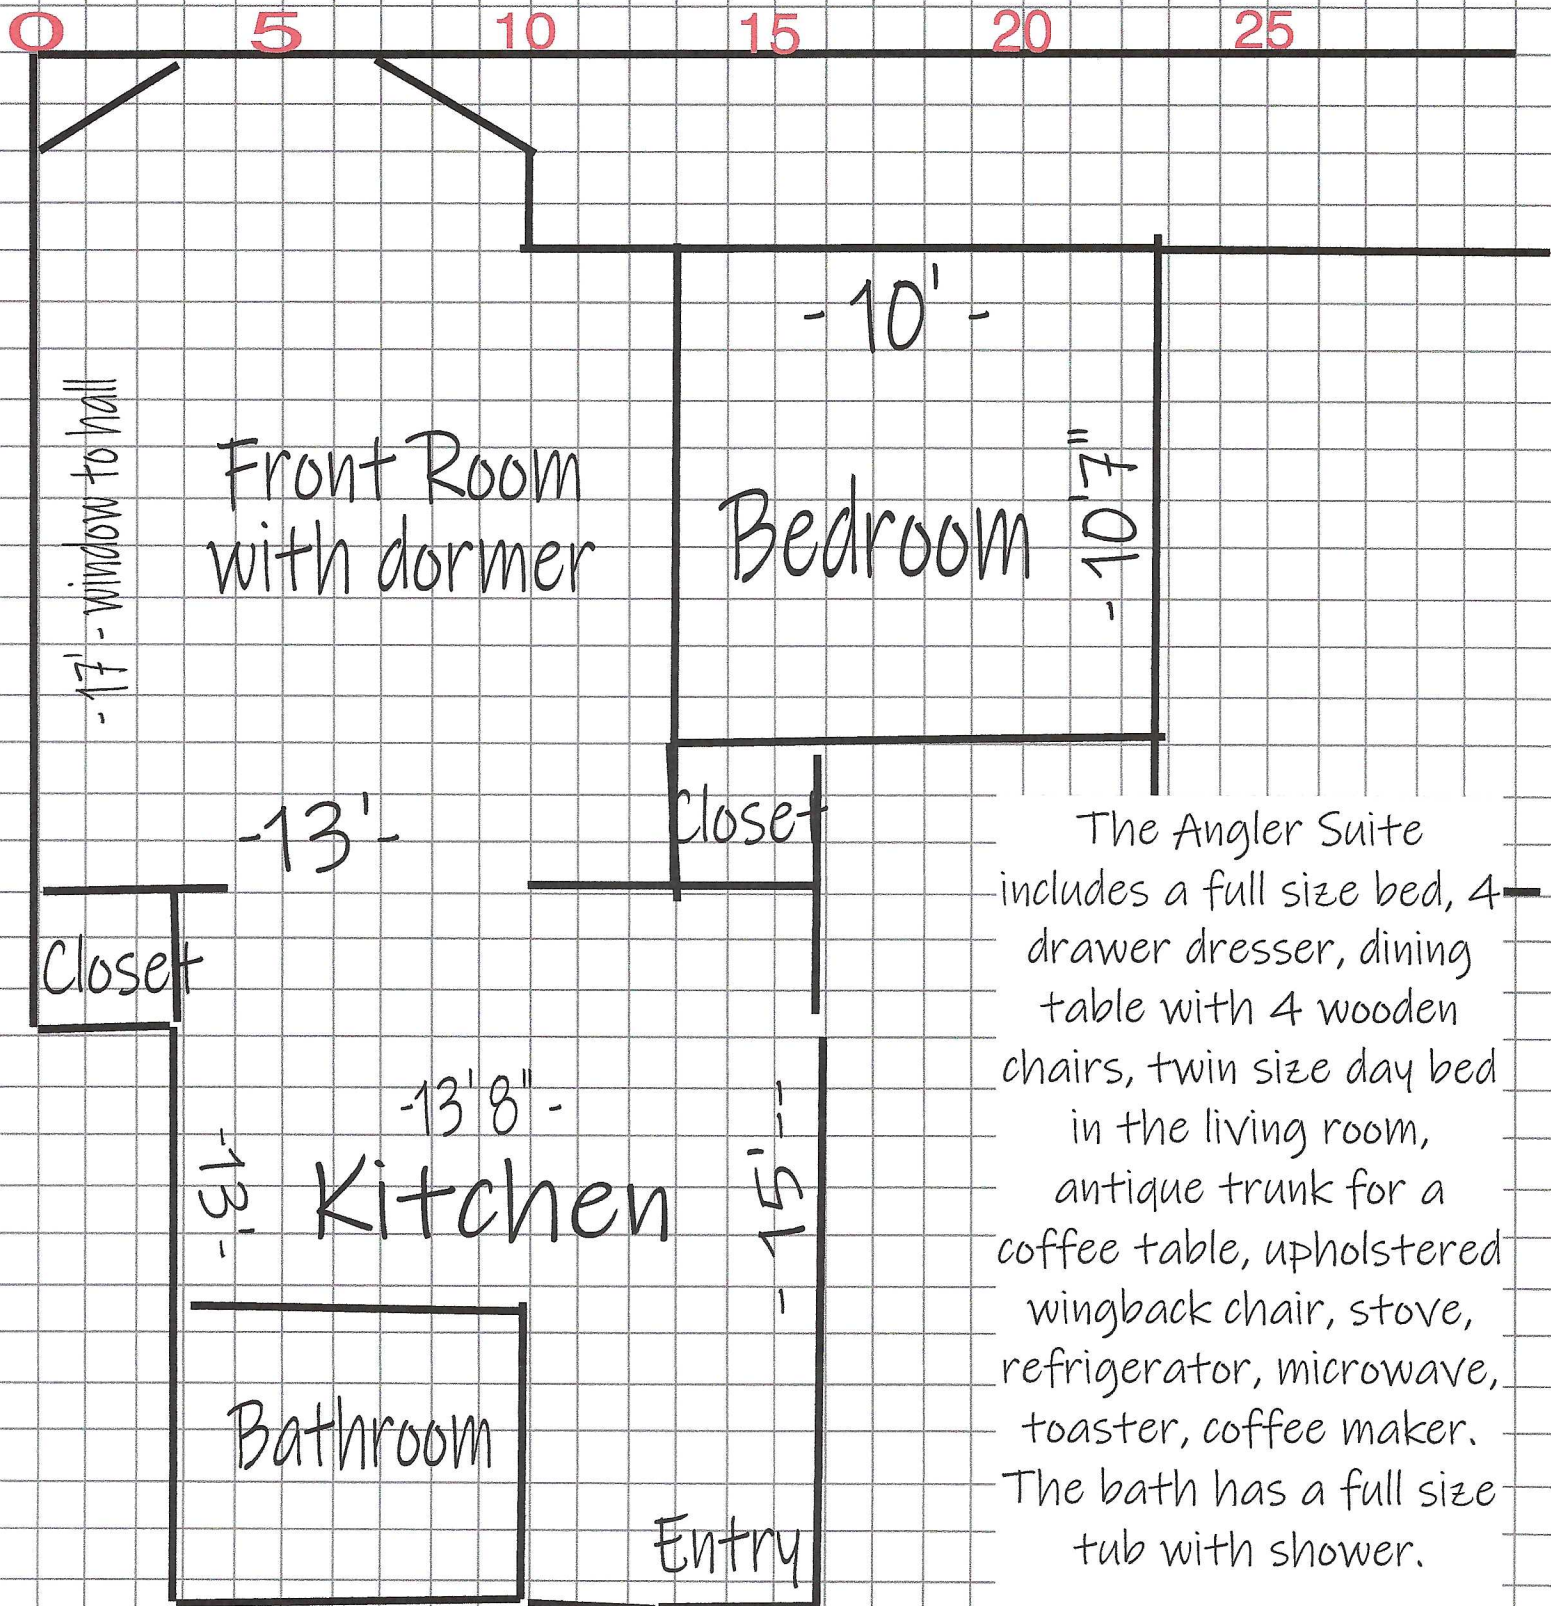 0 5 10 15 20 25
-10'-
-17'- window to hall
Front Room
with dormer
Bedroom
-10'7"
-13'-
Closet
Closet
-13'8"-
-13'-
Kitchen
- 15'--
Bathroom
Entry
The Angler Suite
includes a full size bed, 4
drawer dresser, dining
table with 4 wooden
chairs, twin size day bed
in the living room,
antique trunk for a
coffee table, upholstered
wingback chair, stove,
refrigerator, microwave,
toaster, coffee maker.
The bath has a full size
tub with shower.